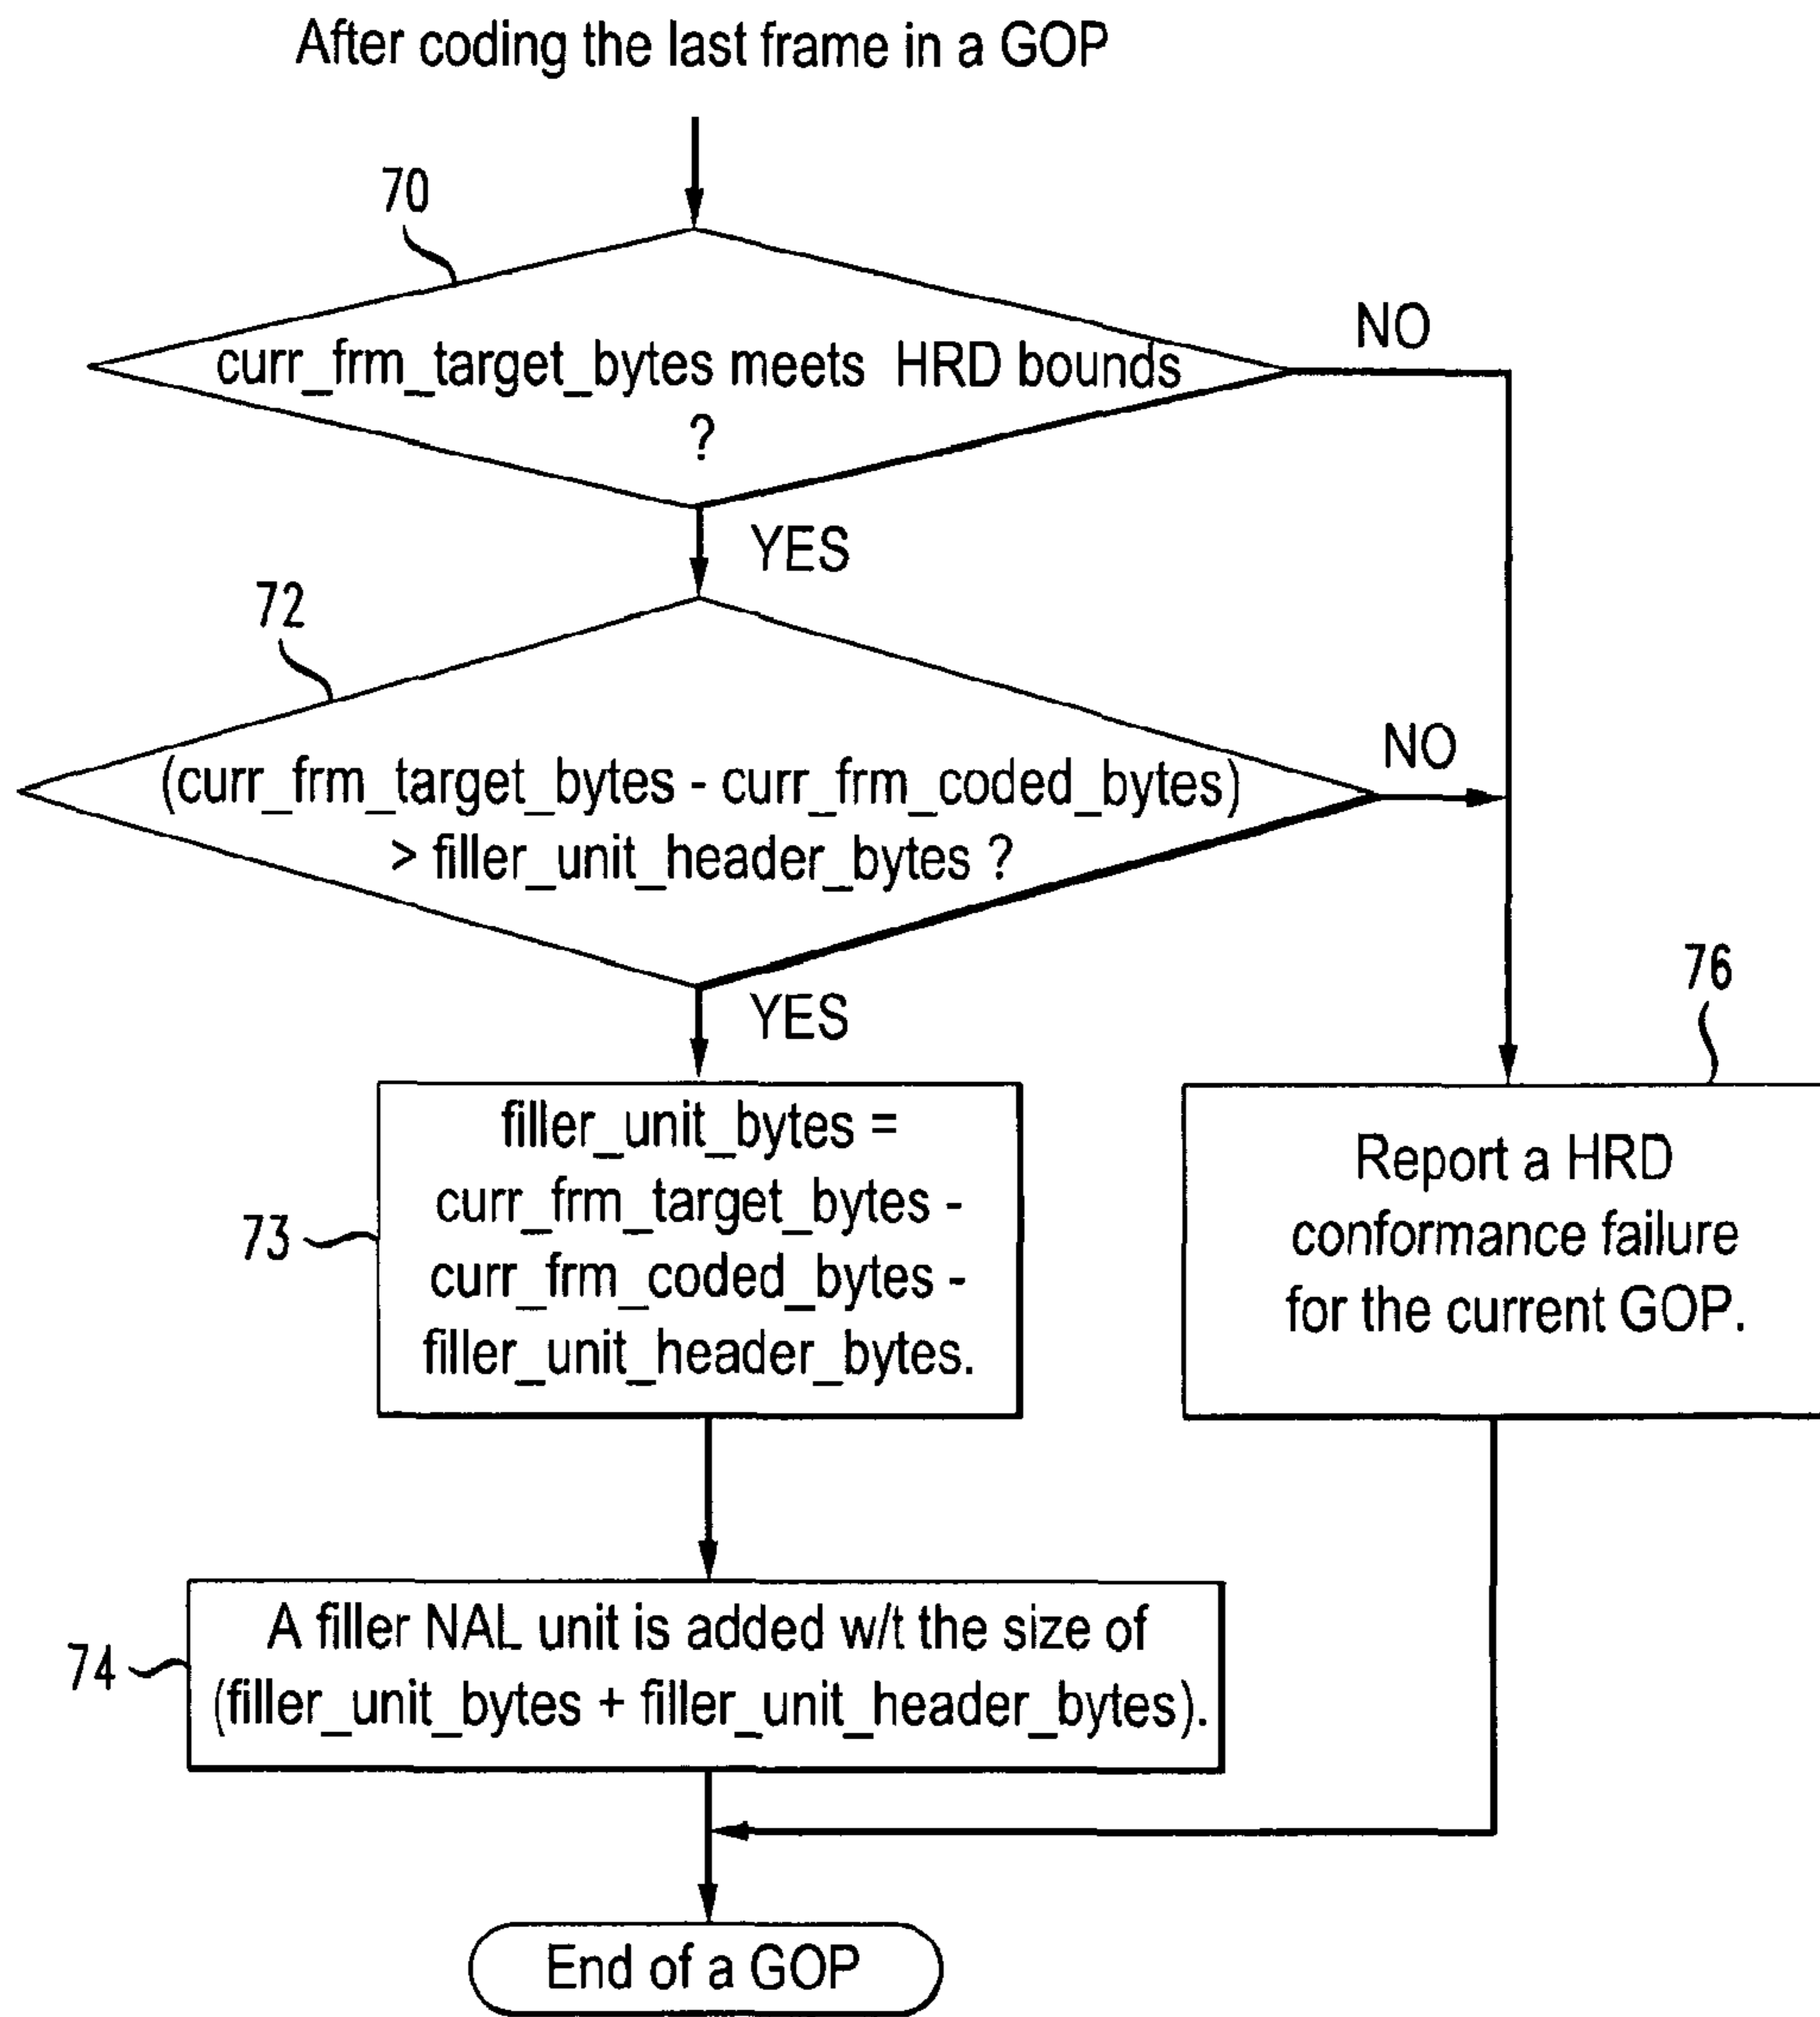 After coding the last frame in a GOP
70
NO
curr_frm_target_bytes meets HRD bounds
?
YES
72
NO
(curr_frm_target_bytes - curr_frm_coded_bytes)
> filler_unit_header_bytes ?
YES
76
filler_unit_bytes =
curr_frm_target_bytes -
curr_frm_coded_bytes -
filler_unit_header_bytes.
73
Report a HRD
conformance failure
for the current GOP.
74
A filler NAL unit is added w/t the size of
(filler_unit_bytes + filler_unit_header_bytes).
End of a GOP